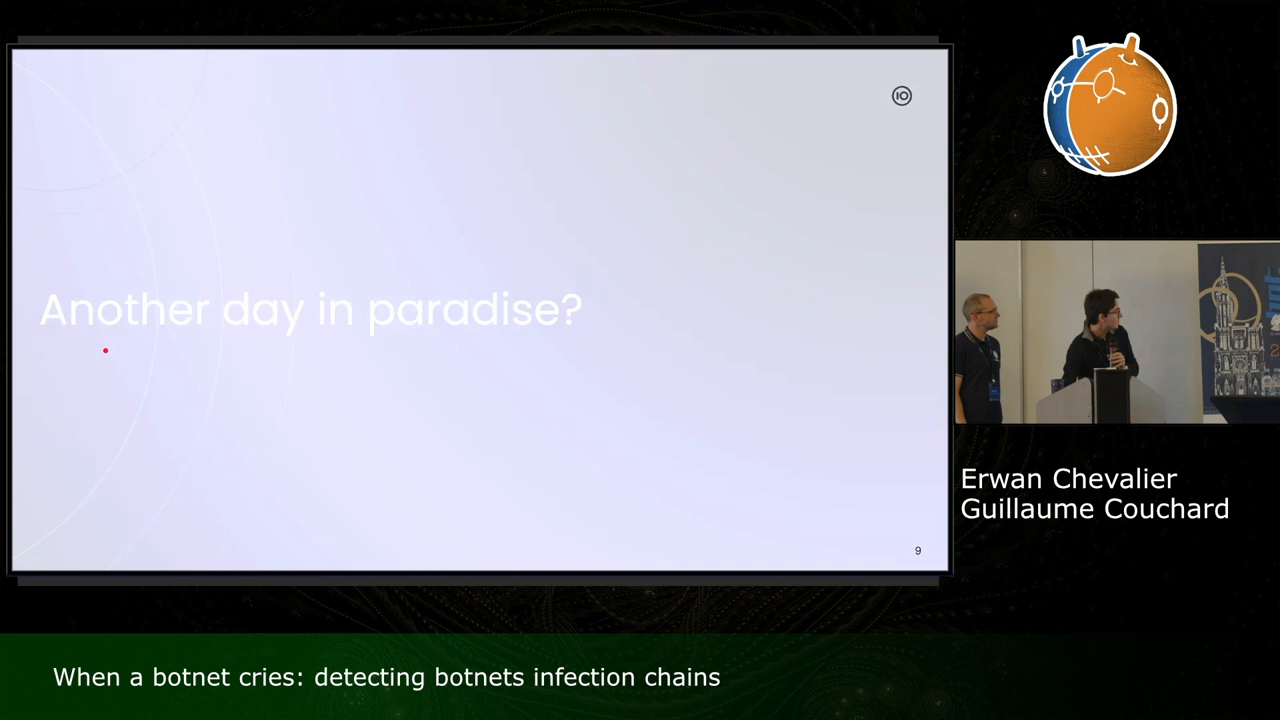 Another day in paradise?
9
Erwan Chevalier
Guillaume Couchard
When a botnet cries: detecting botnets infection chains